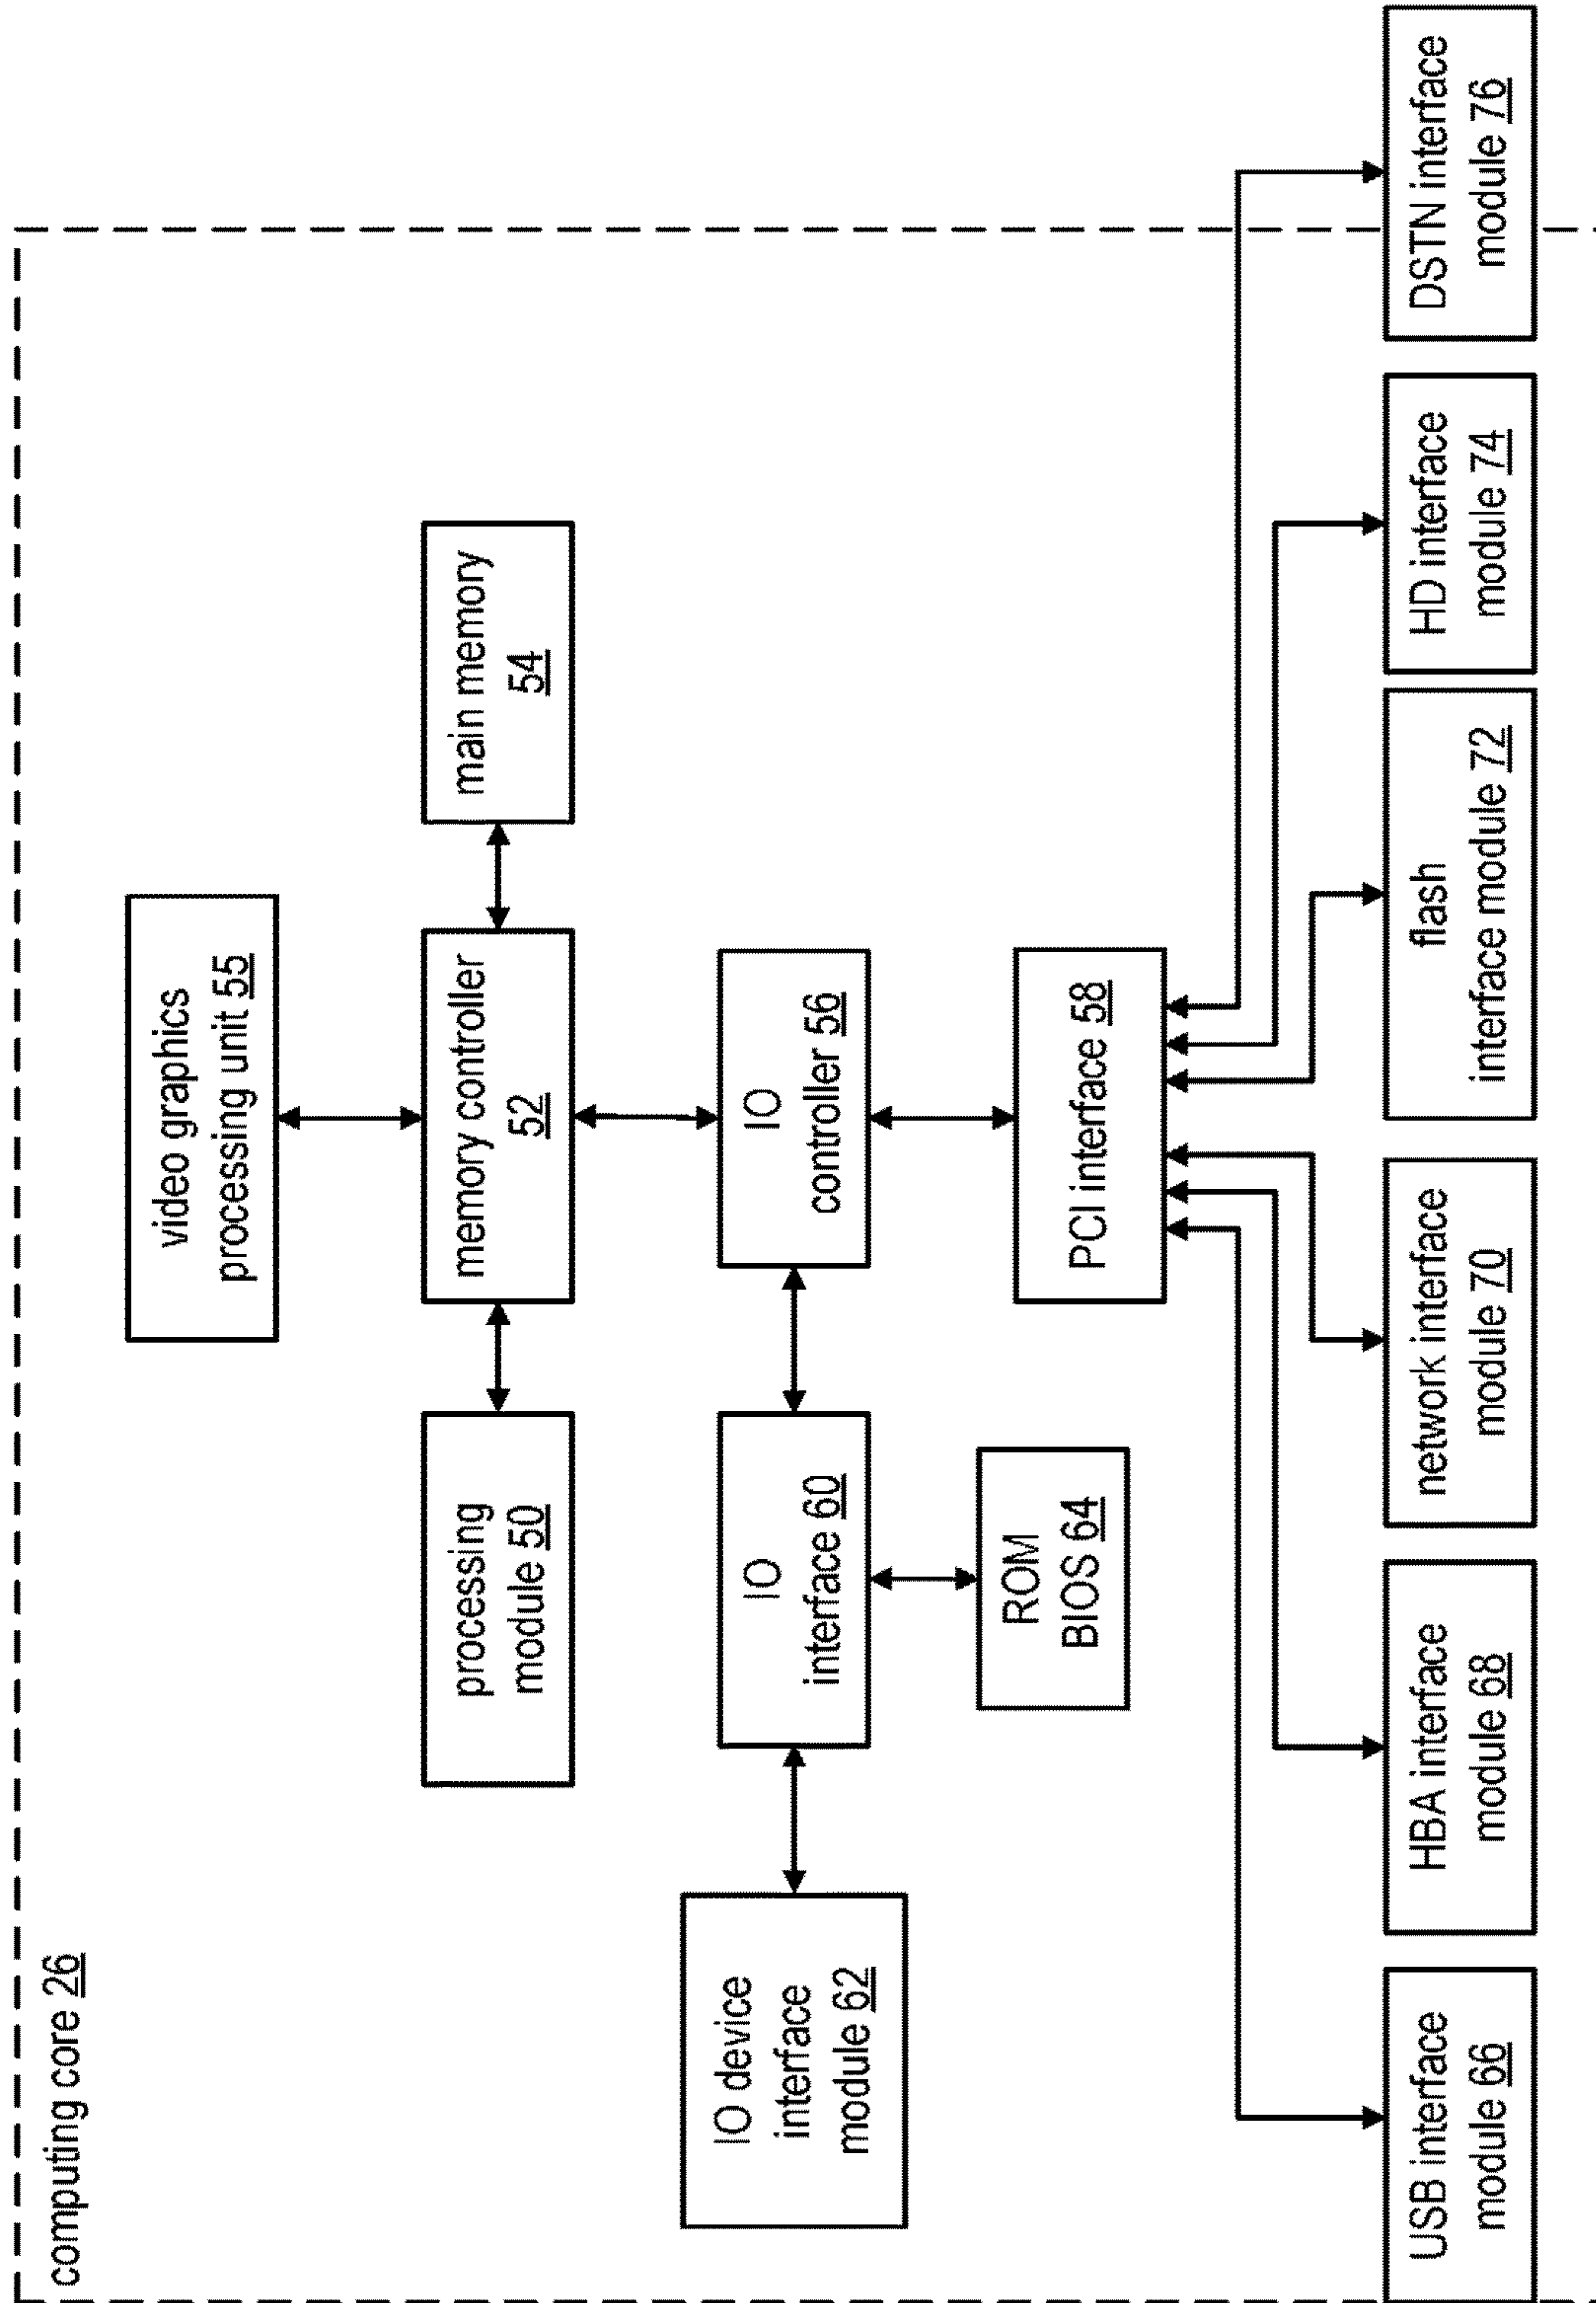 computing core 26
video graphics
processing unit 55
processing
module 50
memory controller
52
main memory
54
IO device
interface
module 62
IO
interface 60
IO
controller 56
ROM
BIOS 64
PCI interface 58
USB interface
module 66
HBA interface
module 68
network interface
module 70
flash
interface module 72
HD interface
module 74
DSTN interface
module 76